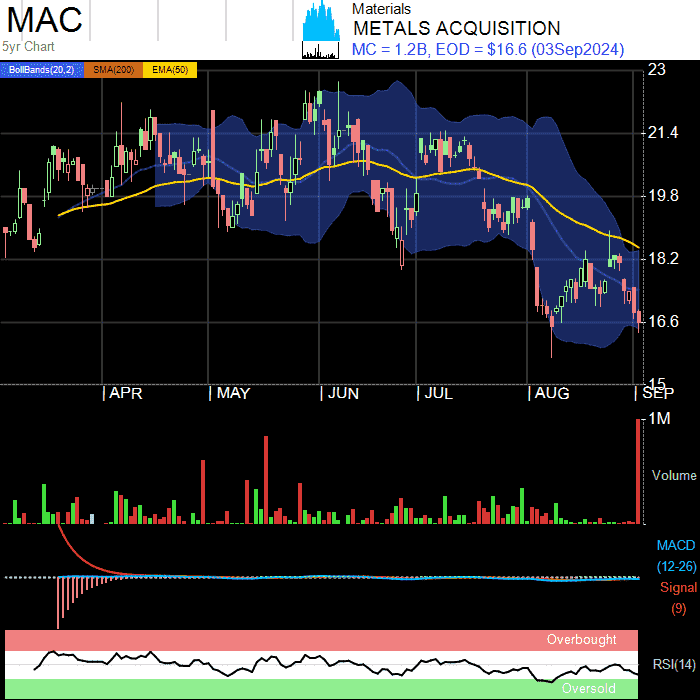 MAC
5yr Chart
Materials
METALS ACQUISITION
MC = 1.2B, EOD = $16.6 (03Sep2024)
BollBands(20,2) SMA(200) EMA(50)
23
21.4
19.8
18.2
16.6
15
APR MAY JUN JUL AUG SEP
1M
Volume
MACD
(12-26)
Signal
(9)
Overbought
RSI(14)
Oversold